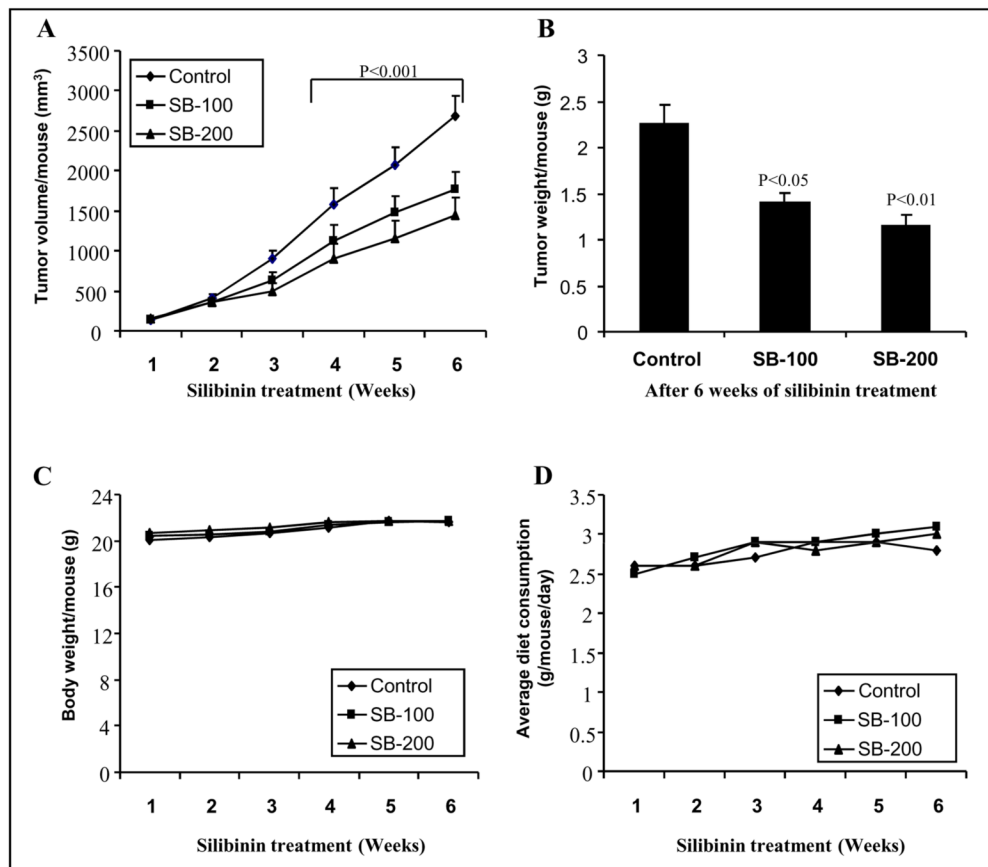 A
Tumor volume/mouse (mm³)
3500
3000
2500
2000
1500
1000
500
0
Control
SB-100
SB-200
P<0.001
1 2 3 4 5 6
Silibinin treatment (Weeks)
B
Tumor weight/mouse (g)
3
2.5
2
1.5
1
0.5
0
P<0.05
P<0.01
Control SB-100 SB-200
After 6 weeks of silibinin treatment
C
Body weight/mouse (g)
24
20
16
12
8
4
0
Control
SB-100
SB-200
1 2 3 4 5 6
Silibinin treatment (Weeks)
D
Average diet consumption
(g/mouse/day)
3.5
3
2.5
2
1.5
1
0.5
0
Control
SB-100
SB-200
1 2 3 4 5 6
Silibinin treatment (Weeks)